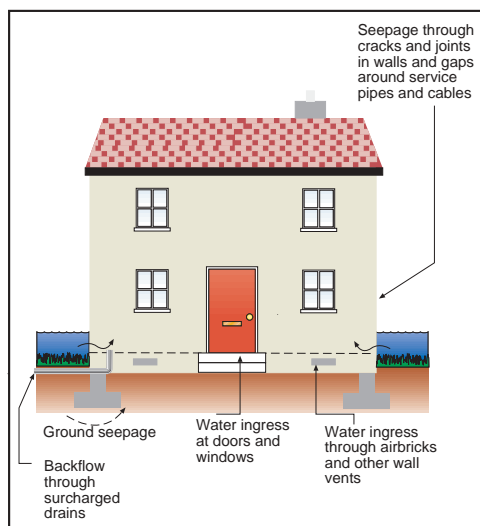 Seepage through
cracks and joints
in walls and gaps
around service
pipes and cables
Ground seepage
Backflow
through
surcharged
drains
Water ingress
at doors and
windows
Water ingress
through airbricks
and other wall
vents